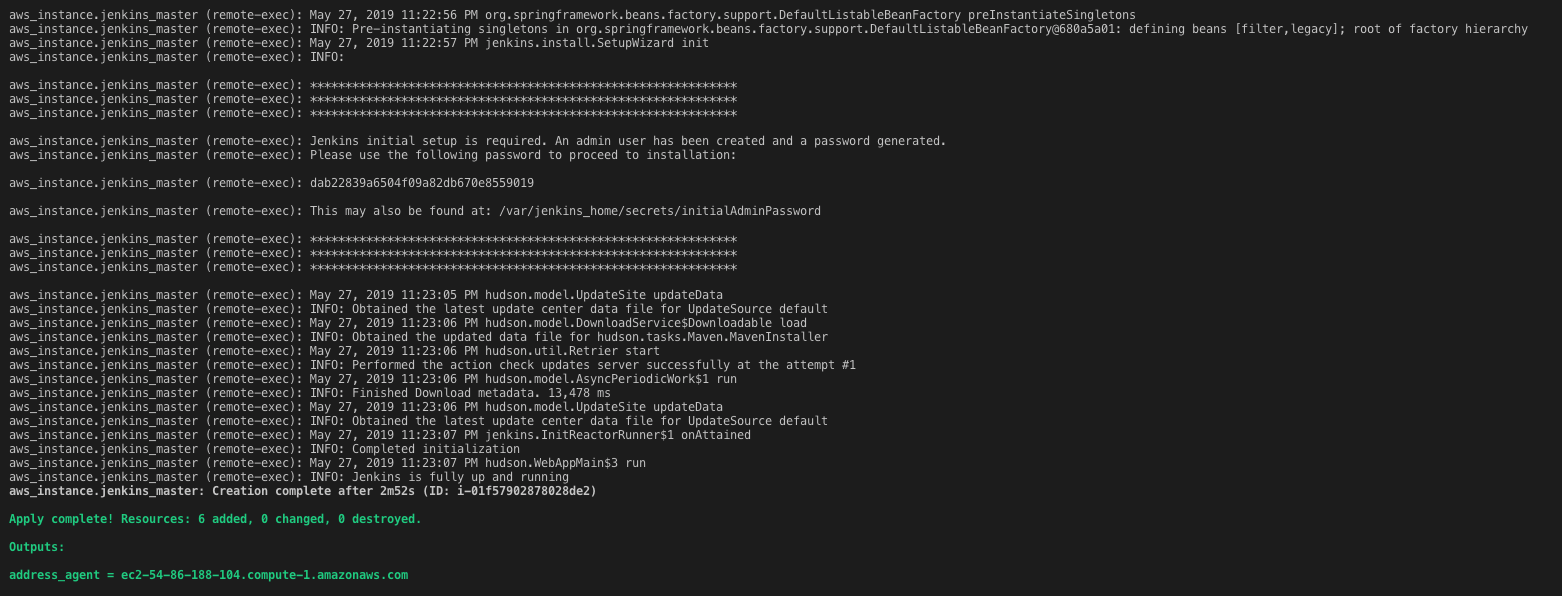 aws_instance.jenkins_master (remote-exec): May 27, 2019 11:22:56 PM org.springframework.beans.factory.support.DefaultListableBeanFactory preInstantiateSingletons
aws_instance.jenkins_master (remote-exec): INFO: Pre-instantiating singletons in org.springframework.beans.factory.support.DefaultListableBeanFactory@680a5a01: defining beans [filter,legacy]; root of factory hierarchy
aws_instance.jenkins_master (remote-exec): May 27, 2019 11:22:57 PM jenkins.install.SetupWizard init
aws_instance.jenkins_master (remote-exec): INFO:
aws_instance.jenkins_master (remote-exec): *************************************************************
aws_instance.jenkins_master (remote-exec): *************************************************************
aws_instance.jenkins_master (remote-exec): *************************************************************
aws_instance.jenkins_master (remote-exec): Jenkins initial setup is required. An admin user has been created and a password generated.
aws_instance.jenkins_master (remote-exec): Please use the following password to proceed to installation:
aws_instance.jenkins_master (remote-exec): dab22839a6504f09a82db670e8559019
aws_instance.jenkins_master (remote-exec): This may also be found at: /var/jenkins_home/secrets/initialAdminPassword
aws_instance.jenkins_master (remote-exec): *************************************************************
aws_instance.jenkins_master (remote-exec): *************************************************************
aws_instance.jenkins_master (remote-exec): *************************************************************
aws_instance.jenkins_master (remote-exec): May 27, 2019 11:23:05 PM hudson.model.UpdateSite updateData
aws_instance.jenkins_master (remote-exec): INFO: Obtained the latest update center data file for UpdateSource default
aws_instance.jenkins_master (remote-exec): May 27, 2019 11:23:06 PM hudson.model.DownloadService$Downloadable load
aws_instance.jenkins_master (remote-exec): INFO: Obtained the updated data file for hudson.tasks.Maven.MavenInstaller
aws_instance.jenkins_master (remote-exec): May 27, 2019 11:23:06 PM hudson.util.Retrier start
aws_instance.jenkins_master (remote-exec): INFO: Performed the action check updates server successfully at the attempt #1
aws_instance.jenkins_master (remote-exec): May 27, 2019 11:23:06 PM hudson.model.AsyncPeriodicWork$1 run
aws_instance.jenkins_master (remote-exec): INFO: Finished Download metadata. 13,478 ms
aws_instance.jenkins_master (remote-exec): May 27, 2019 11:23:06 PM hudson.model.UpdateSite updateData
aws_instance.jenkins_master (remote-exec): INFO: Obtained the latest update center data file for UpdateSource default
aws_instance.jenkins_master (remote-exec): May 27, 2019 11:23:07 PM jenkins.InitReactorRunner$1 onAttained
aws_instance.jenkins_master (remote-exec): INFO: Completed initialization
aws_instance.jenkins_master (remote-exec): May 27, 2019 11:23:07 PM hudson.WebAppMain$3 run
aws_instance.jenkins_master (remote-exec): INFO: Jenkins is fully up and running
aws_instance.jenkins_master: Creation complete after 2m52s (ID: i-01f57902878028de2)
Apply complete! Resources: 6 added, 0 changed, 0 destroyed.
Outputs:
address_agent = ec2-54-86-188-104.compute-1.amazonaws.com